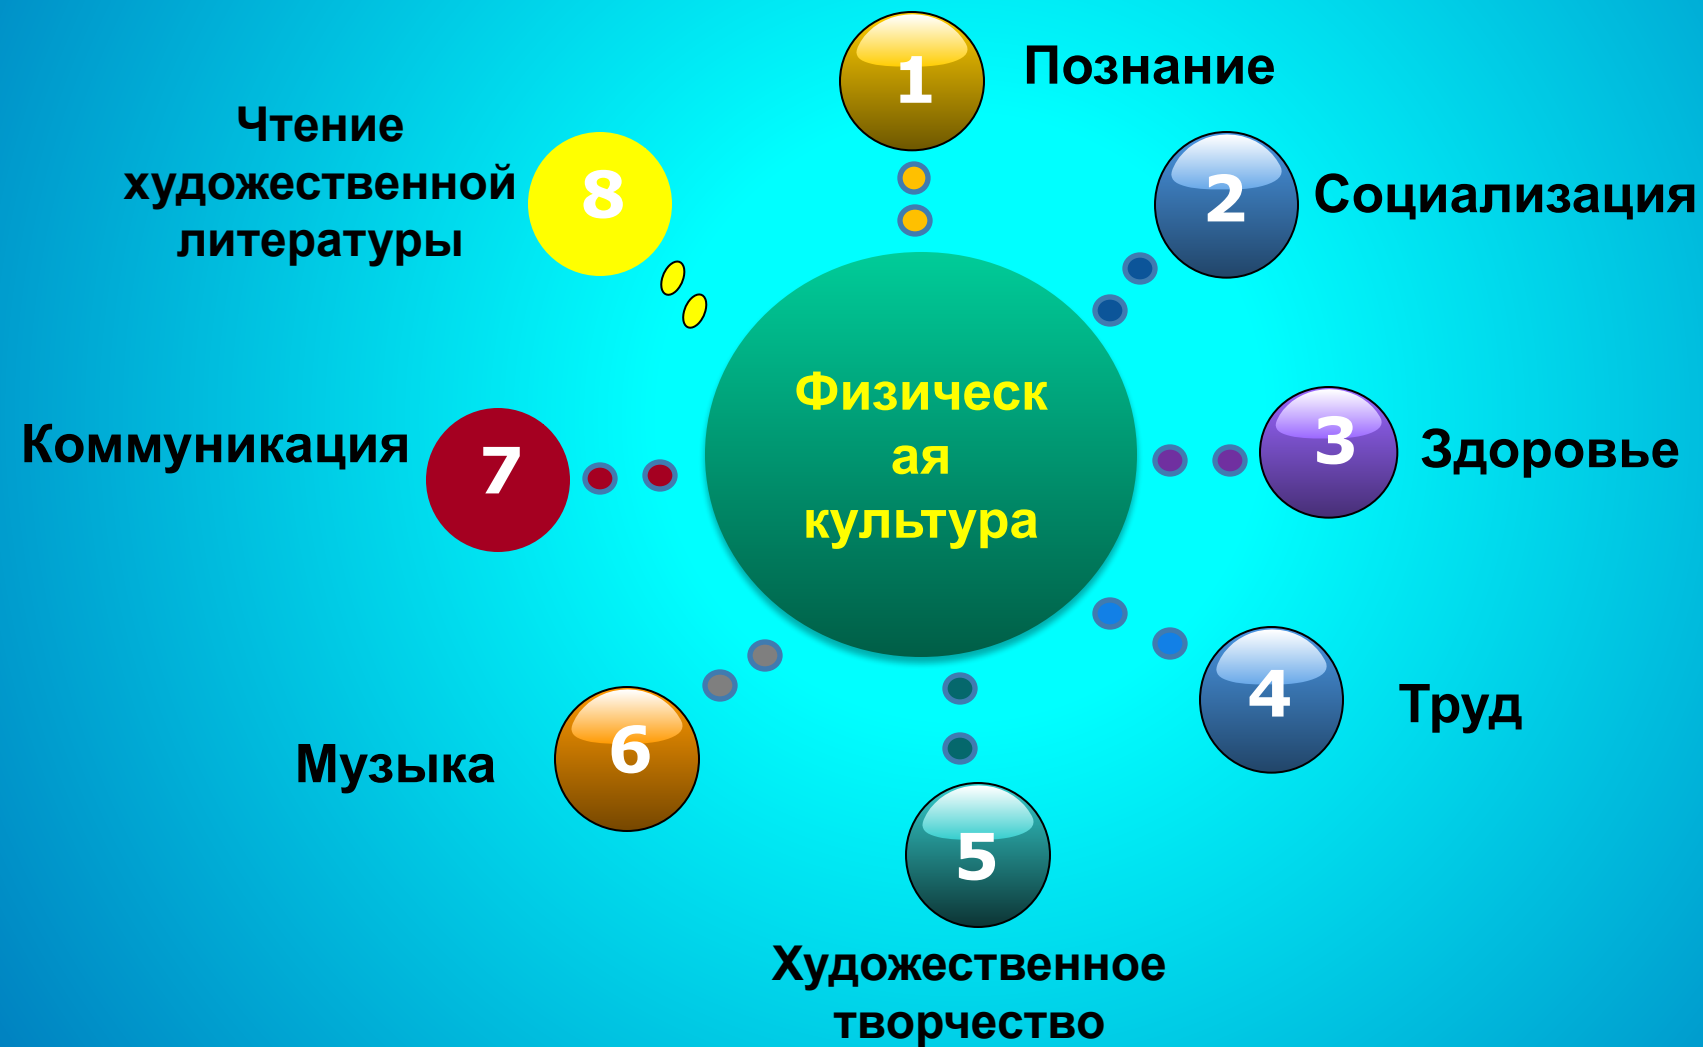 1
Познание
2
Социализация
3
Здоровье
4
Труд
5
Художественное
творчество
6
Музыка
7
Коммуникация
8
Чтение
художественной
литературы
Физическ
ая
культура